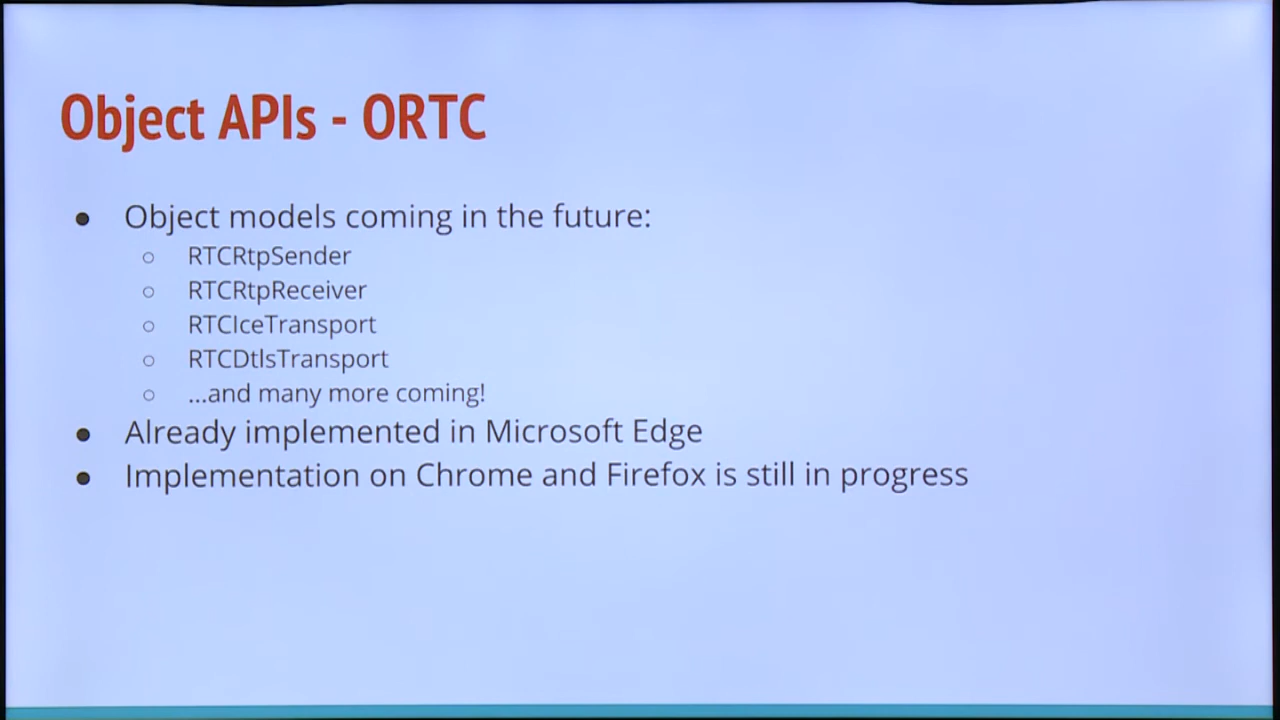 Object APIs - ORTC
● Object models coming in the future:
○ RTCRtpSender
○ RTCRtpReceiver
○ RTCIceTransport
○ RTCDtlsTransport
○ ...and many more coming!
● Already implemented in Microsoft Edge
● Implementation on Chrome and Firefox is still in progress